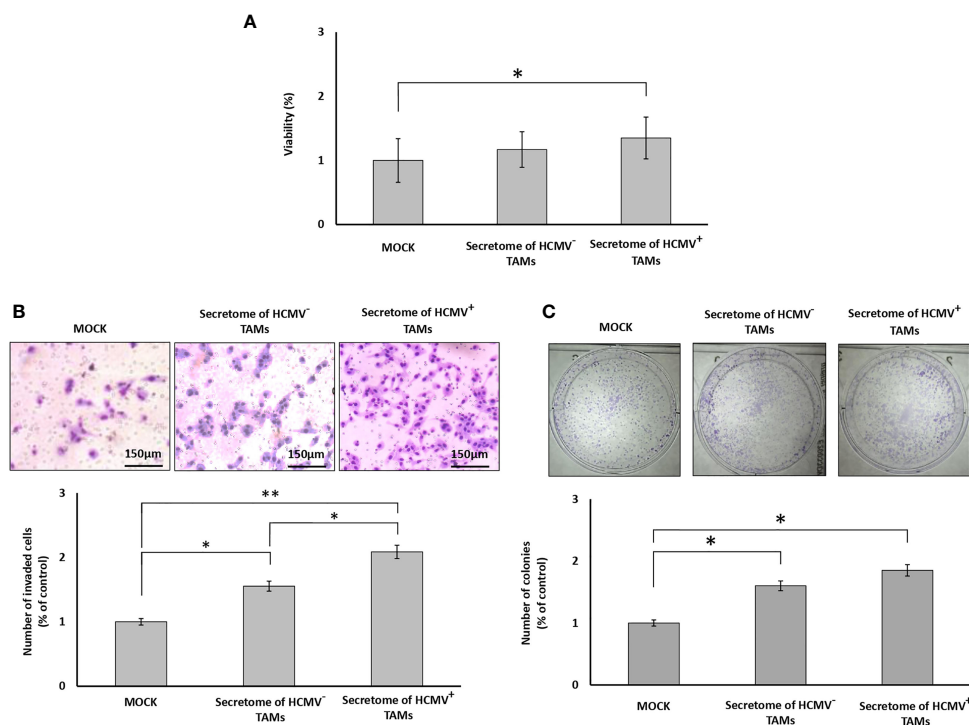 A
3
2
1
0
Viability (%)
*
MOCK
Secretome of HCMV⁻
TAMs
Secretome of HCMV⁺
TAMs
B
MOCK
Secretome of HCMV⁻
TAMs
Secretome of HCMV⁺
TAMs
150µm
150µm
150µm
3
2
1
0
Number of invaded cells
(% of control)
**
*
*
MOCK
Secretome of HCMV⁻
TAMs
Secretome of HCMV⁺
TAMs
C
MOCK
Secretome of HCMV⁻
TAMs
Secretome of HCMV⁺
TAMs
3
2
1
0
Number of colonies
(% of control)
*
*
MOCK
Secretome of HCMV⁻
TAMs
Secretome of HCMV⁺
TAMs